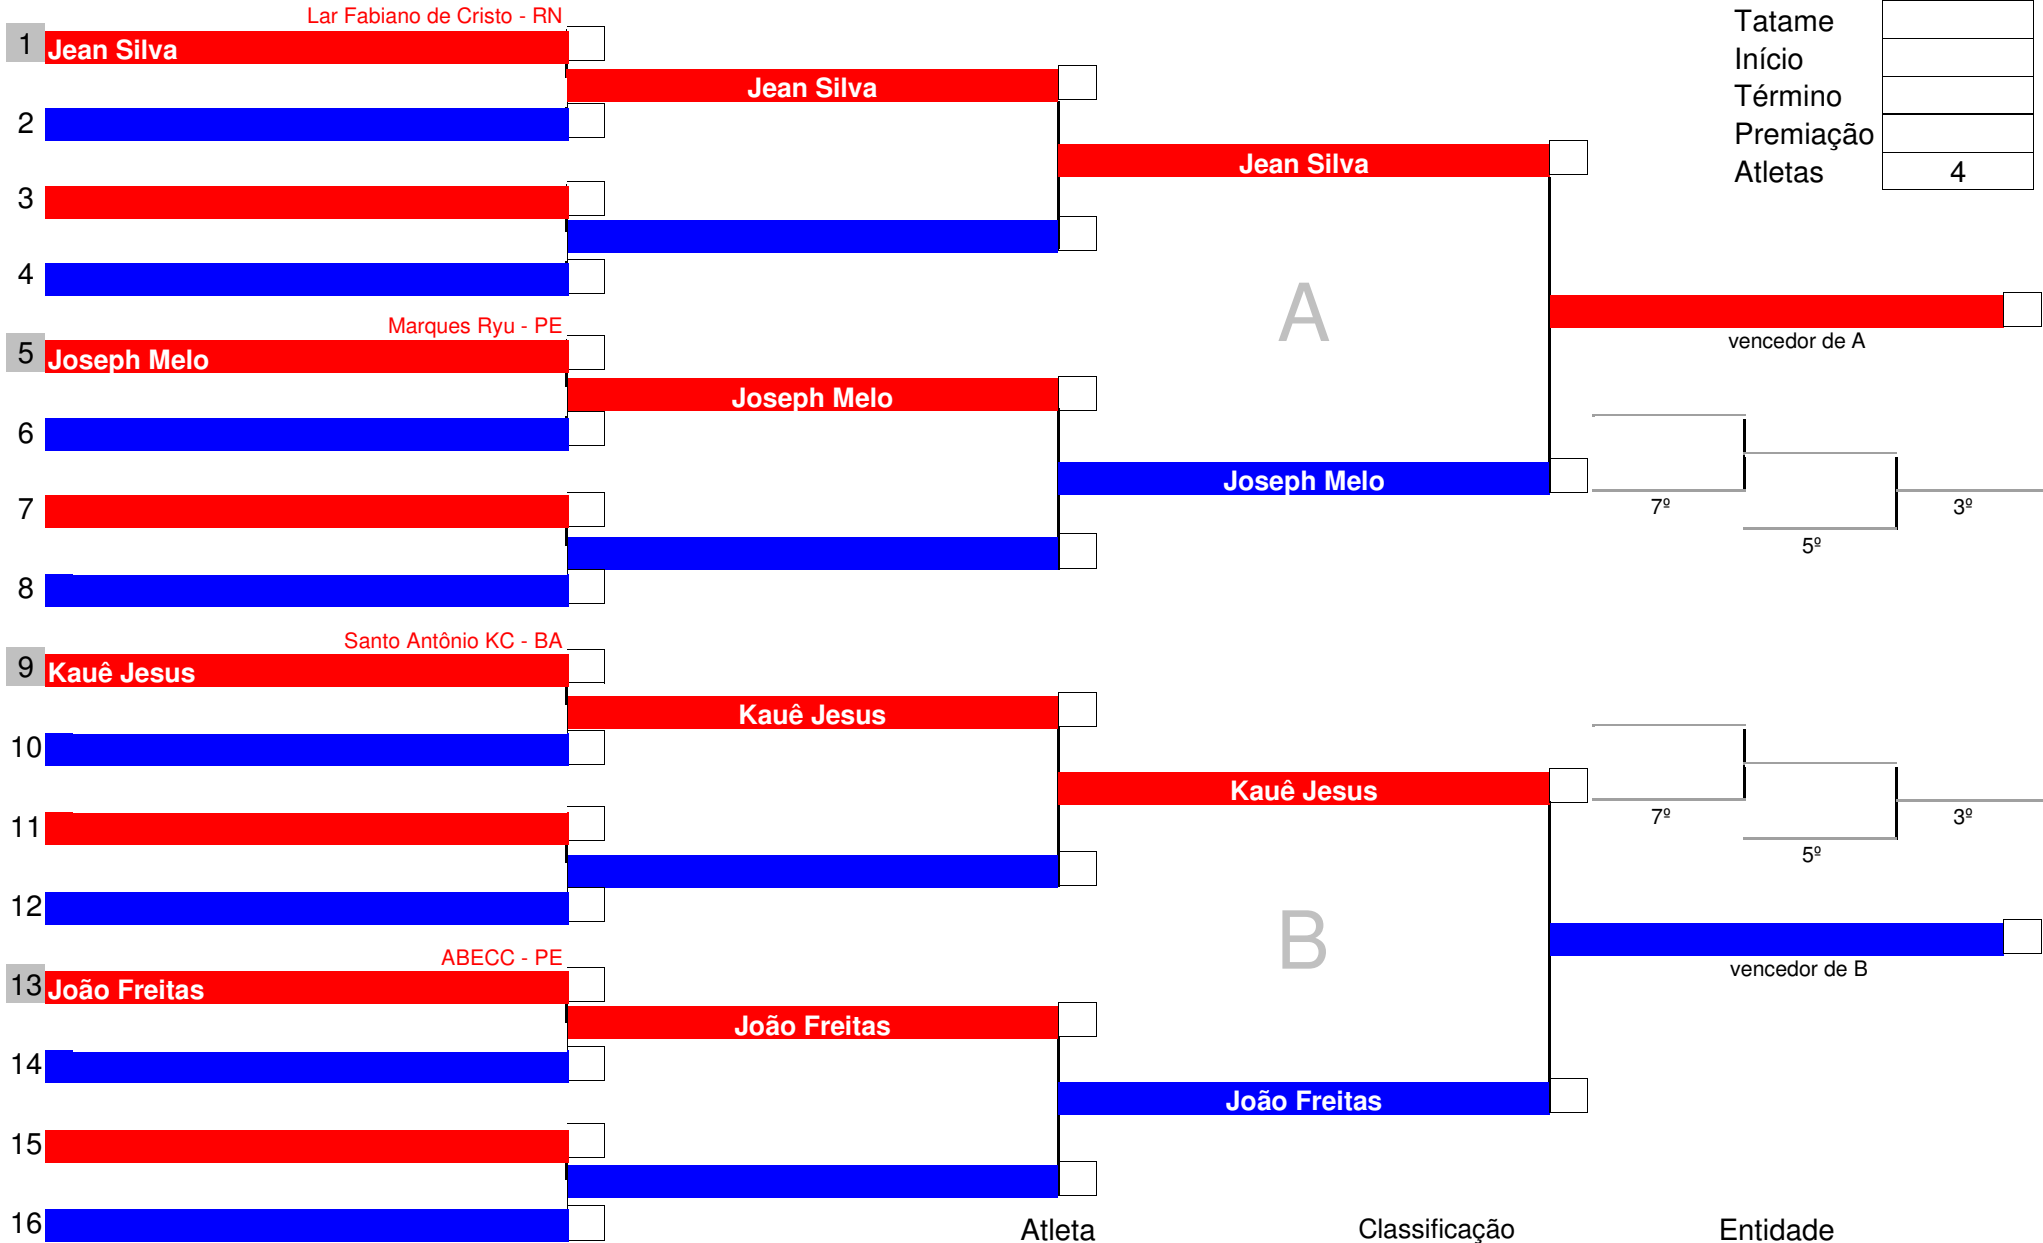 Lar Fabiano de Cristo - RN
1 Jean Silva
Jean Silva
2
Jean Silva
3
4
Tatame
Início
Término
Premiação
Atletas 4
A
vencedor de A
Marques Ryu - PE
5 Joseph Melo
Joseph Melo
6
Joseph Melo
7
8
7º
5º
3º
Santo Antônio KC - BA
9 Kauê Jesus
Kauê Jesus
10
Kauê Jesus
11
12
7º
5º
3º
B
vencedor de B
ABECC - PE
13 João Freitas
João Freitas
14
João Freitas
15
16
Atleta Classificação Entidade